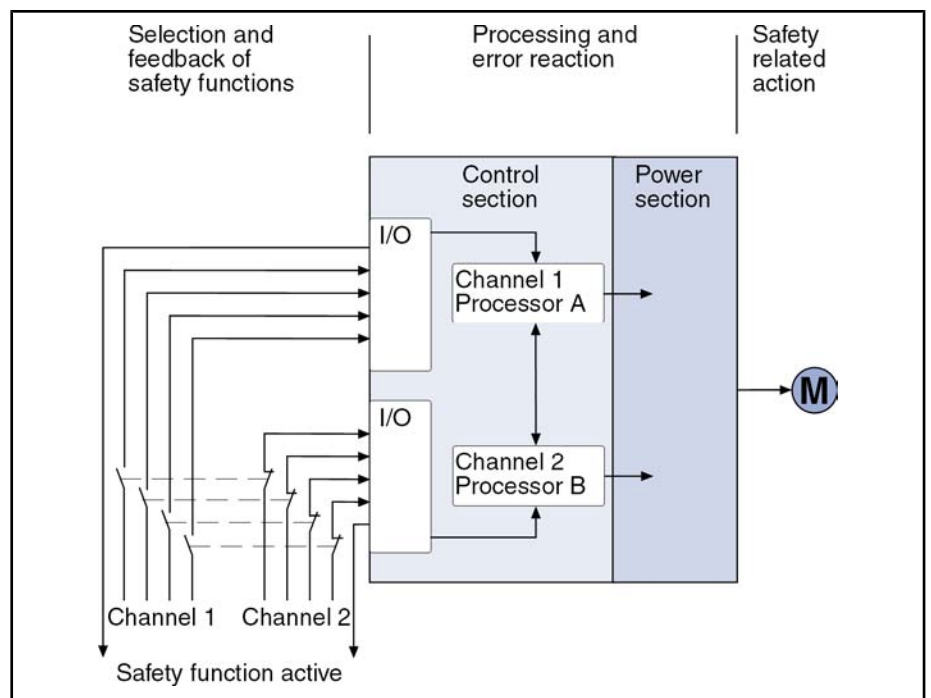 Selection and
feedback of
safety functions
Processing and
error reaction
Safety
related
action
Control
section
Power
section
I/O
Channel 1
Processor A
M
I/O
Channel 2
Processor B
Channel 1
Channel 2
Safety function active